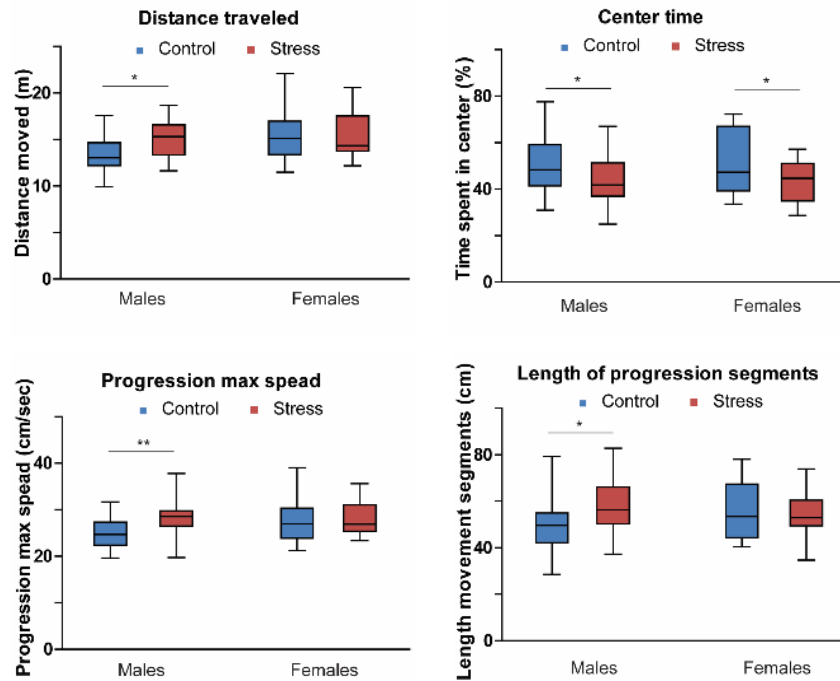 Distance traveled
Control Stress
*
Distance moved (m)
20
10
0
Males Females
Center time
Control Stress
* *
Time spent in center (%)
80
40
0
Males Females
Progression max spead
Control Stress
**
Progression max spead (cm/sec)
40
20
0
Males Females
Length of progression segments
Control Stress
*
Length movement segments (cm)
80
40
0
Males Females